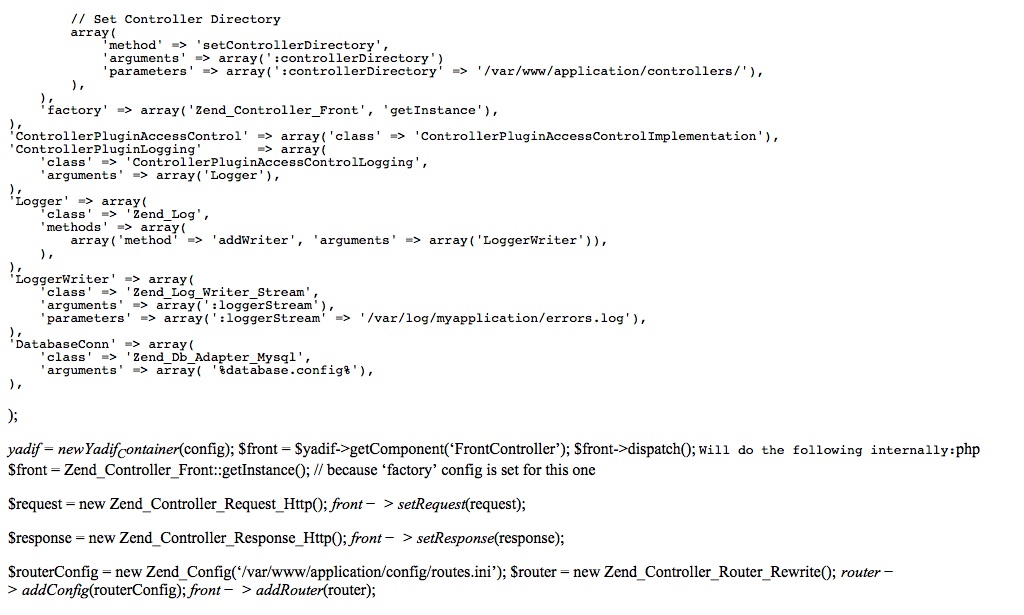 // Set Controller Directory
array(
'method' => 'setControllerDirectory',
'arguments' => array(':controllerDirectory')
'parameters' => array(':controllerDirectory' => '/var/www/application/controllers/'),
),
),
'factory' => array('Zend_Controller_Front', 'getInstance'),
),
'ControllerPluginAccessControl' => array('class' => 'ControllerPluginAccessControlImplementation'),
'ControllerPluginLogging' => array(
'class' => 'ControllerPluginAccessControlLogging',
'arguments' => array('Logger'),
),
'Logger' => array(
'class' => 'Zend_Log',
'methods' => array(
array('method' => 'addWriter', 'arguments' => array('LoggerWriter')),
),
),
'LoggerWriter' => array(
'class' => 'Zend_Log_Writer_Stream',
'arguments' => array(':loggerStream'),
'parameters' => array(':loggerStream' => '/var/log/myapplication/errors.log'),
),
'DatabaseConn' => array(
'class' => 'Zend_Db_Adapter_Mysql',
'arguments' => array( '%database.config%'),
),
);
yadif = newYadifContainer(config); $front = $yadif->getComponent(‘FrontController’); $front->dispatch(); Will do the following internally:php
$front = Zend_Controller_Front::getInstance(); // because ‘factory’ config is set for this one
$request = new Zend_Controller_Request_Http(); front − > setRequest(request);
$response = new Zend_Controller_Response_Http(); front − > setResponse(response);
$routerConfig = new Zend_Config(‘/var/www/application/config/routes.ini’); $router = new Zend_Controller_Router_Rewrite(); router −
> addConfig(routerConfig); front − > addRouter(router);